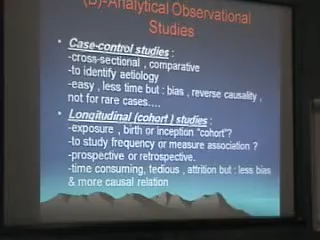 (D)-Analytical Observational
Studies
• Case-control studies :
-cross-sectional , comparative
-to identify aetiology
-easy , less time but : bias , reverse causality ,
not for rare cases....
• Longitudinal (cohort ) studies :
-exposure , birth or inception "cohort"?
-to study frequency or measure association ?
-prospective or retrospective.
-time consuming, tedious , attrition but : less bias
& more causal relation